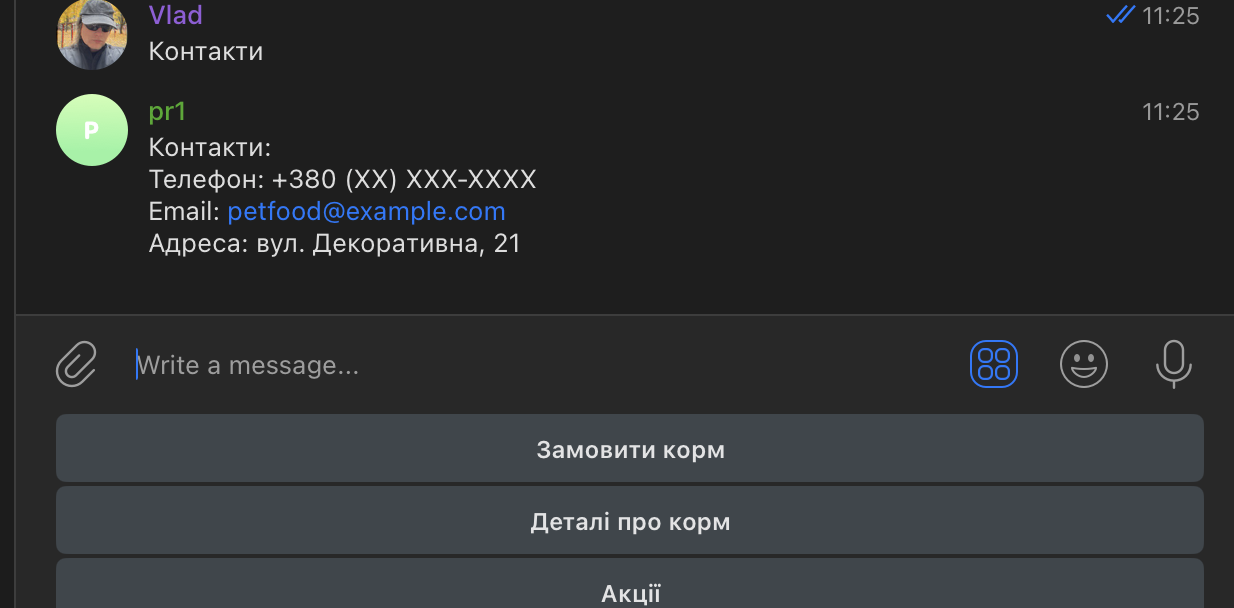 Vlad
11:25
Контакти
P
pr1
11:25
Контакти:
Телефон: +380 (XX) XXX-XXXX
Email: petfood@example.com
Адреса: вул. Декоративна, 21
Write a message...
Замовити корм
Деталі про корм
Акції